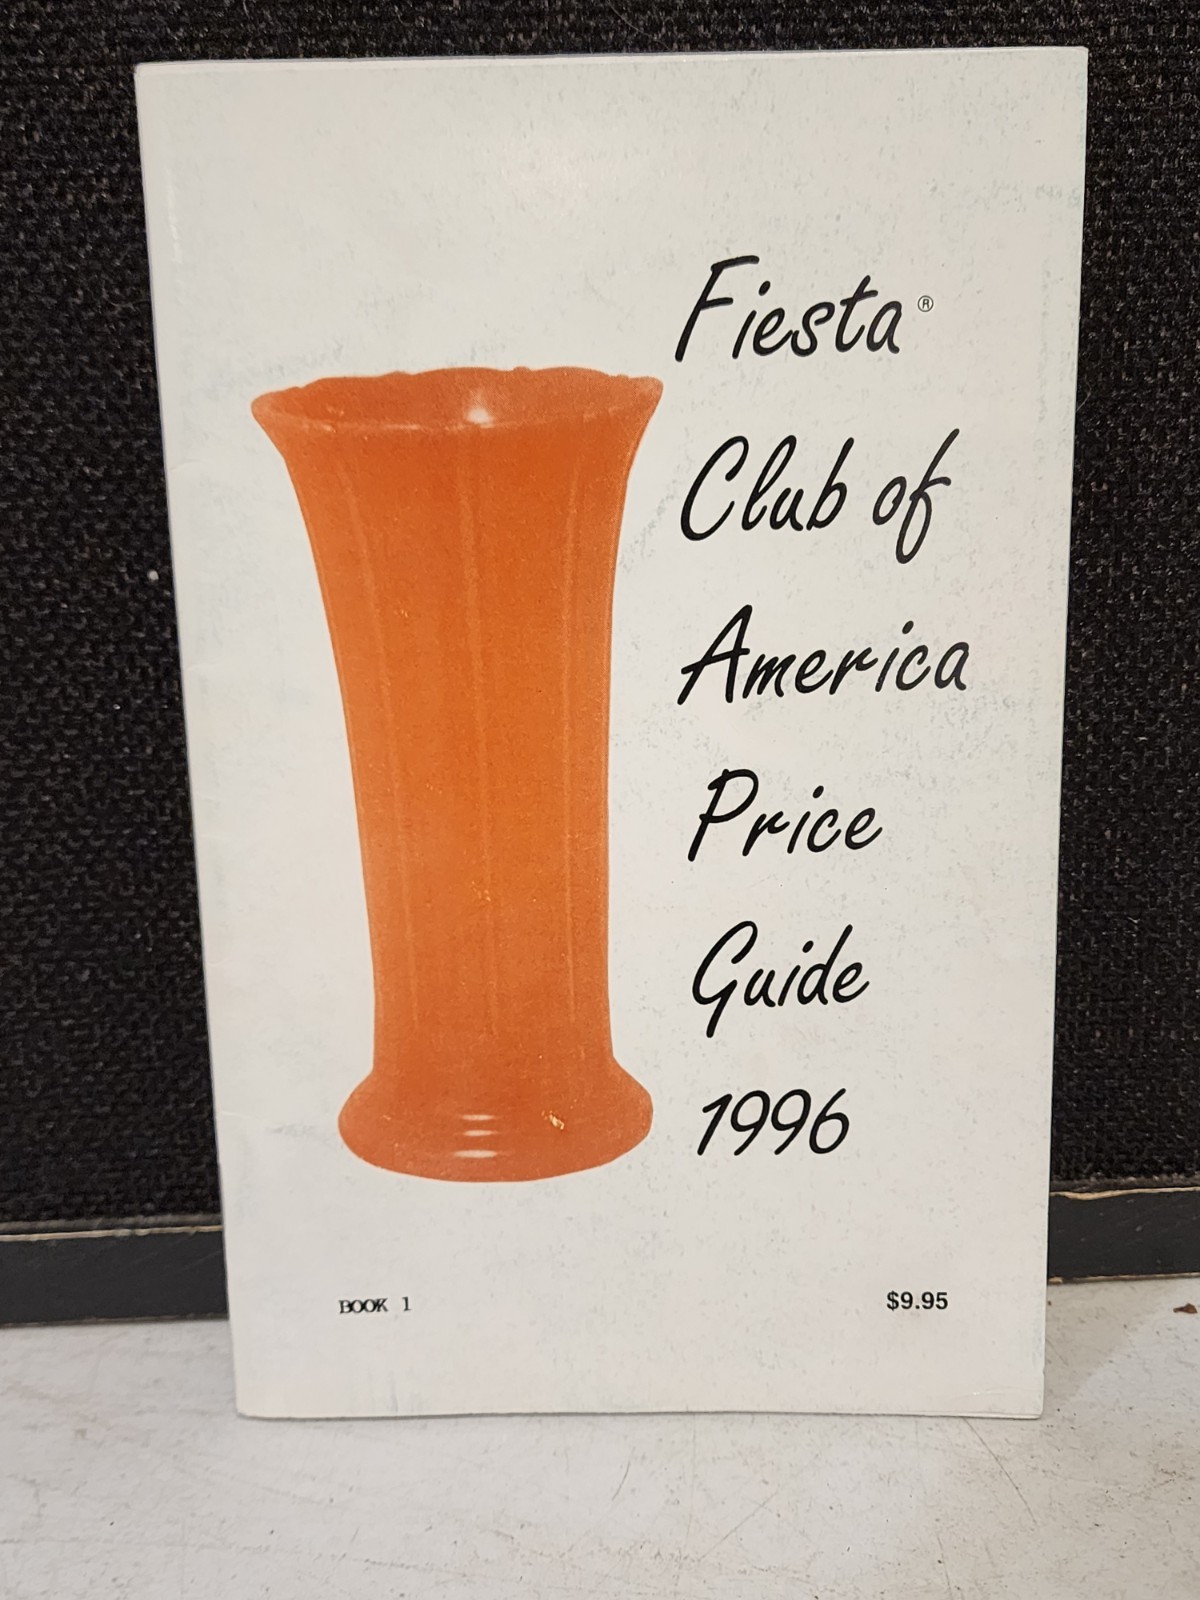 Fiesta®
Club of
America
Price
Guide
1996
BOOK 1
$9.95